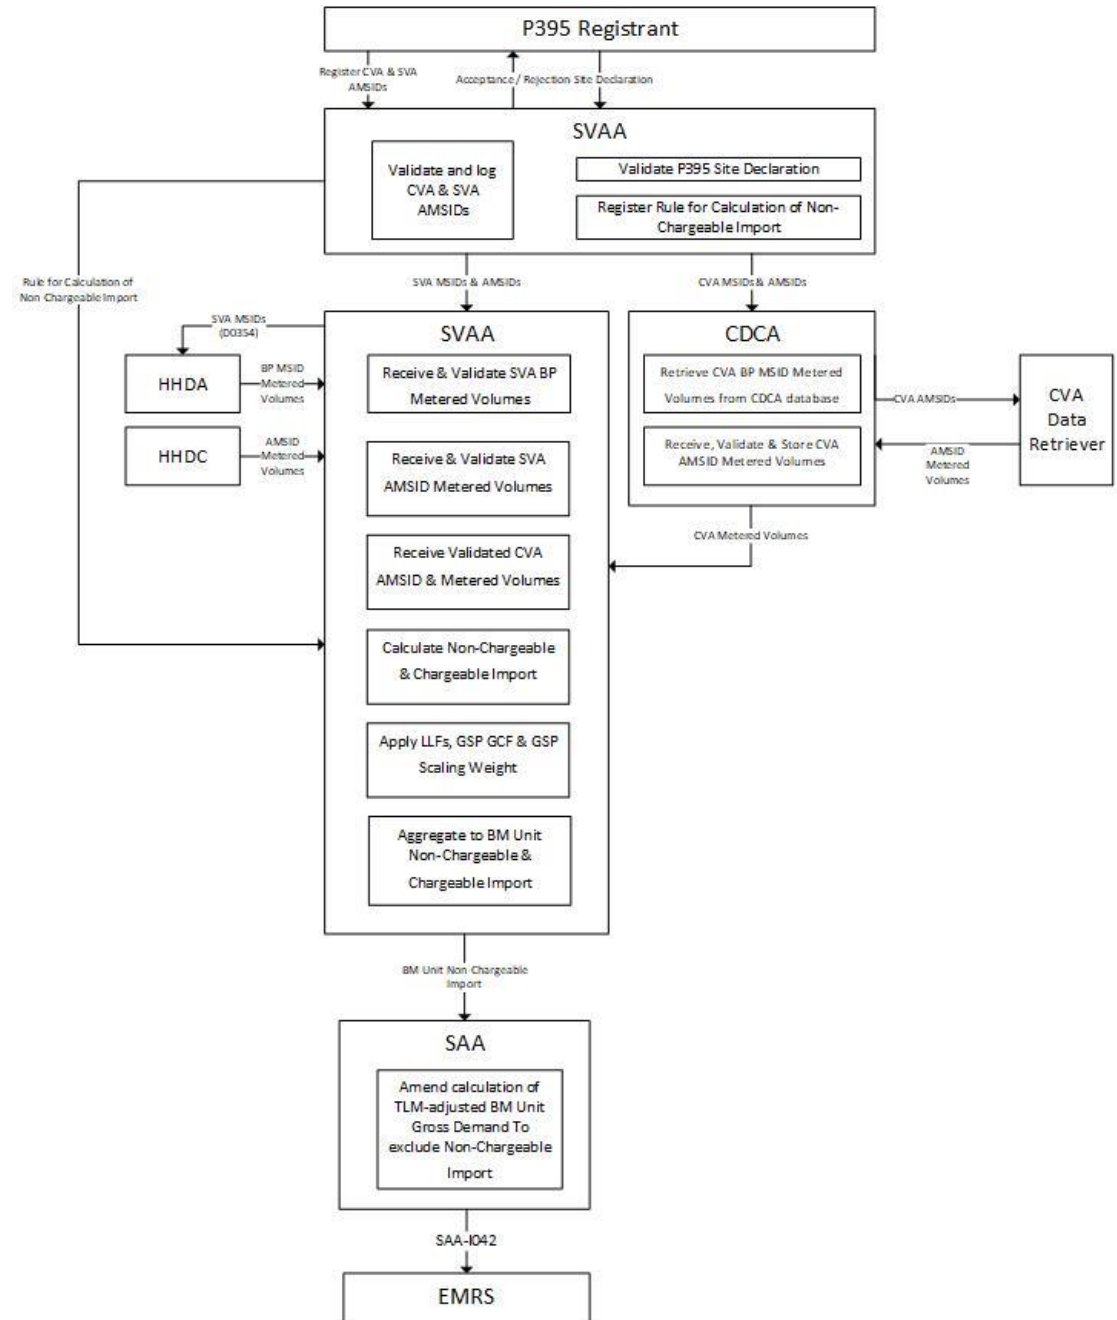 P395 Registrant
Register CVA & SVA
AMSIDs
Acceptance / Rejection Site Declaration
SVAA
Validate and log
CVA & SVA
AMSIDs
Validate P395 Site Declaration
Register Rule for Calculation of Non-
Chargeable Import
Rule for Calculation of
Non-Chargeable Import
SVA MSIDs & AMSIDs
CVA MSIDs & AMSIDs
SVA MSIDs
(D0354)
HHDA
BP MSID
Metered
Volumes
HHDC
AMSID
Metered
Volumes
SVAA
Receive & Validate SVA BP
Metered Volumes
Receive & Validate SVA
AMSID Metered Volumes
Receive Validated CVA
AMSID & Metered Volumes
Calculate Non-Chargeable
& Chargeable Import
Apply LLFs, GSP GCF & GSP
Scaling Weight
Aggregate to BM Unit
Non-Chargeable &
Chargeable Import
CDCA
Retrieve CVA BP MSID Metered
Volumes from CDCA database
Receive, Validate & Store CVA
AMSID Metered Volumes
CVA AMSIDs
AMSID
Metered
Volumes
CVA
Data
Retriever
CVA Metered Volumes
BM Unit Non Chargeable
Import
SAA
Amend calculation of
TLM-adjusted BM Unit
Gross Demand To
exclude Non-Chargeable
Import
SAA-I042
EMRS